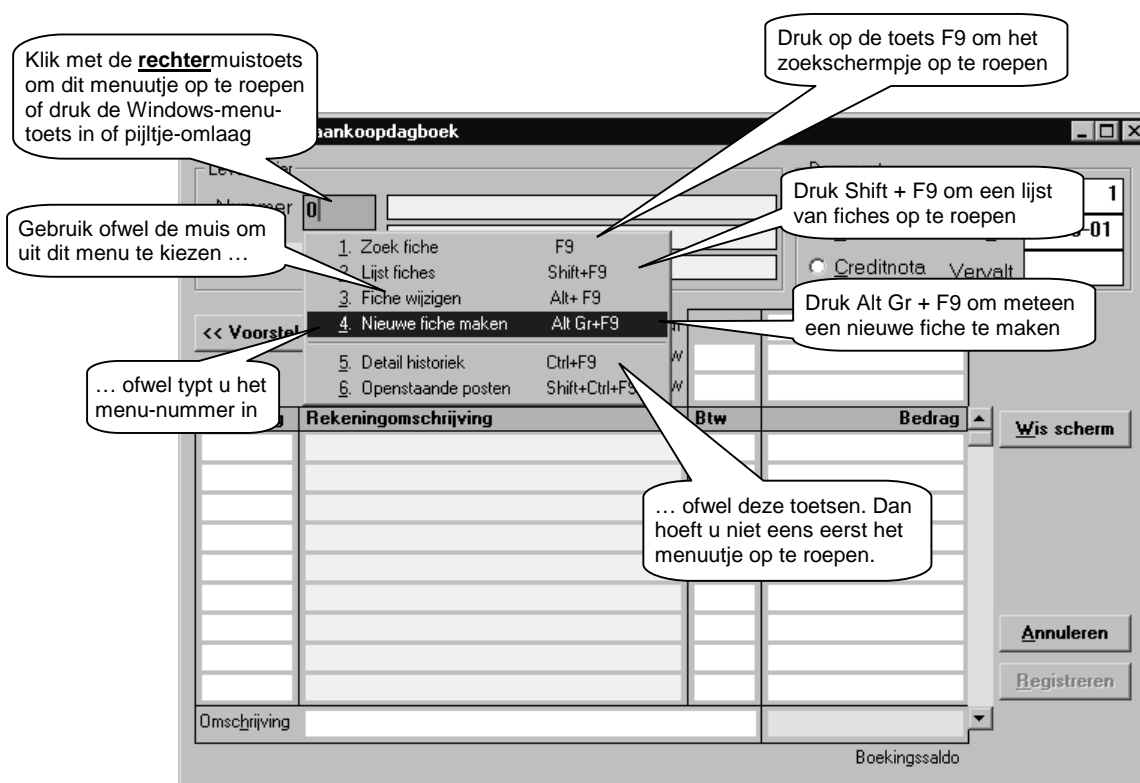 Klik met de rechtermuistoets
om dit menuutje op te roepen
of druk de Windows-menu-
toets in of pijltje-omlaag
Druk op de toets F9 om het
zoekschermpje op te roepen
aankoopdagboek
Nummer 0
Druk Shift + F9 om een lijst
van fiches op te roepen
1
-01
Gebruik ofwel de muis om
uit dit menu te kiezen …
1. Zoek fiche F9
2. Lijst fiches Shift+F9
3. Fiche wijzigen Alt+ F9
4. Nieuwe fiche maken Alt Gr+F9
5. Detail historiek Ctrl+F9
6. Openstaande posten Shift+Ctrl+F9
Creditnota Vervalt
Druk Alt Gr + F9 om meteen
een nieuwe fiche te maken
<< Voorstel
… ofwel typt u het
menu-nummer in
Rekeningomschrijving Btw Bedrag
Wis scherm
… ofwel deze toetsen. Dan
hoeft u niet eens eerst het
menuutje op te roepen.
Annuleren
Registreren
Omschrijving
Boekingssaldo